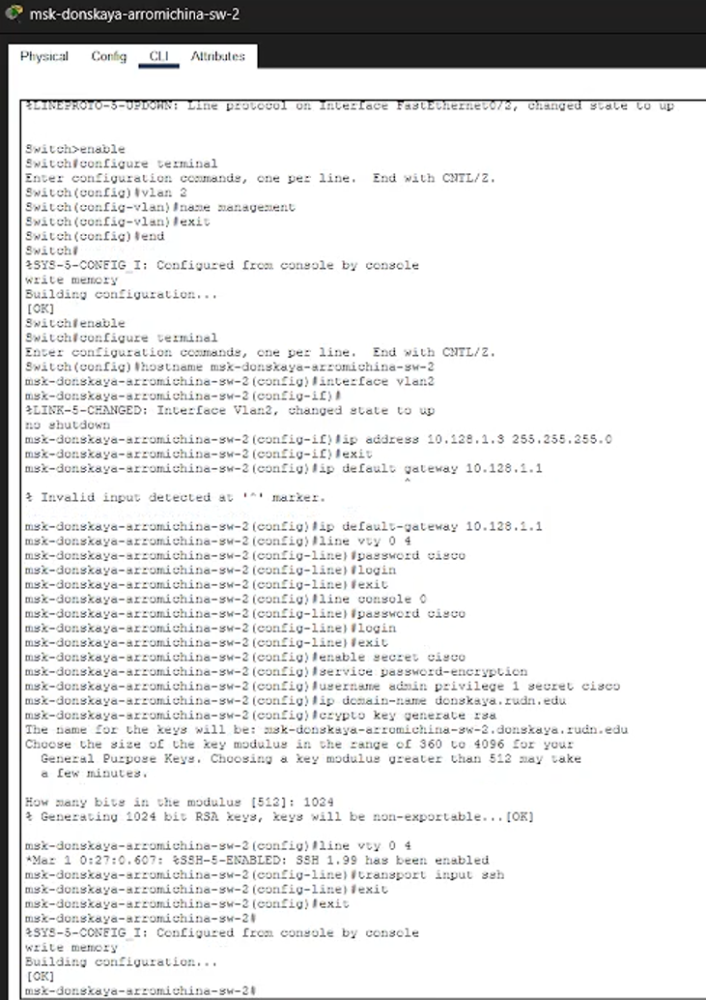 msk-donskaya-arromichina-sw-2
Physical Config CLI Attributes
%LINEPROTO-5-UPDOWN: Line protocol on Interface FastEthernet0/2, changed state to up
Switch>enable
Switch#configure terminal
Enter configuration commands, one per line. End with CNTL/Z.
Switch(config)#vlan 2
Switch(config-vlan)#name management
Switch(config-vlan)#exit
Switch(config)#end
Switch#
%SYS-5-CONFIG_I: Configured from console by console
write memory
Building configuration...
[OK]
Switch#enable
Switch#configure terminal
Enter configuration commands, one per line. End with CNTL/Z.
Switch(config)#hostname msk-donskaya-arromichina-sw-2
msk-donskaya-arromichina-sw-2(config)#interface vlan2
msk-donskaya-arromichina-sw-2(config-if)#
%LINK-5-CHANGED: Interface Vlan2, changed state to up
no shutdown
msk-donskaya-arromichina-sw-2(config-if)#ip address 10.128.1.3 255.255.255.0
msk-donskaya-arromichina-sw-2(config-if)#exit
msk-donskaya-arromichina-sw-2(config)#ip default gateway 10.128.1.1
^
% Invalid input detected at '^' marker.
msk-donskaya-arromichina-sw-2(config)#ip default-gateway 10.128.1.1
msk-donskaya-arromichina-sw-2(config)#line vty 0 4
msk-donskaya-arromichina-sw-2(config-line)#password cisco
msk-donskaya-arromichina-sw-2(config-line)#login
msk-donskaya-arromichina-sw-2(config-line)#exit
msk-donskaya-arromichina-sw-2(config)#line console 0
msk-donskaya-arromichina-sw-2(config-line)#password cisco
msk-donskaya-arromichina-sw-2(config-line)#login
msk-donskaya-arromichina-sw-2(config-line)#exit
msk-donskaya-arromichina-sw-2(config)#enable secret cisco
msk-donskaya-arromichina-sw-2(config)#service password-encryption
msk-donskaya-arromichina-sw-2(config)#username admin privilege 1 secret cisco
msk-donskaya-arromichina-sw-2(config)#ip domain-name donskaya.rudn.edu
msk-donskaya-arromichina-sw-2(config)#crypto key generate rsa
The name for the keys will be: msk-donskaya-arromichina-sw-2.donskaya.rudn.edu
Choose the size of the key modulus in the range of 360 to 4096 for your
General Purpose Keys. Choosing a key modulus greater than 512 may take
a few minutes.
How many bits in the modulus [512]: 1024
% Generating 1024 bit RSA keys, keys will be non-exportable...[OK]
msk-donskaya-arromichina-sw-2(config)#line vty 0 4
*Mar 1 0:27:0.607: %SSH-5-ENABLED: SSH 1.99 has been enabled
msk-donskaya-arromichina-sw-2(config-line)#transport input ssh
msk-donskaya-arromichina-sw-2(config-line)#exit
msk-donskaya-arromichina-sw-2(config)#exit
msk-donskaya-arromichina-sw-2#
%SYS-5-CONFIG_I: Configured from console by console
write memory
Building configuration...
[OK]
msk-donskaya-arromichina-sw-2#